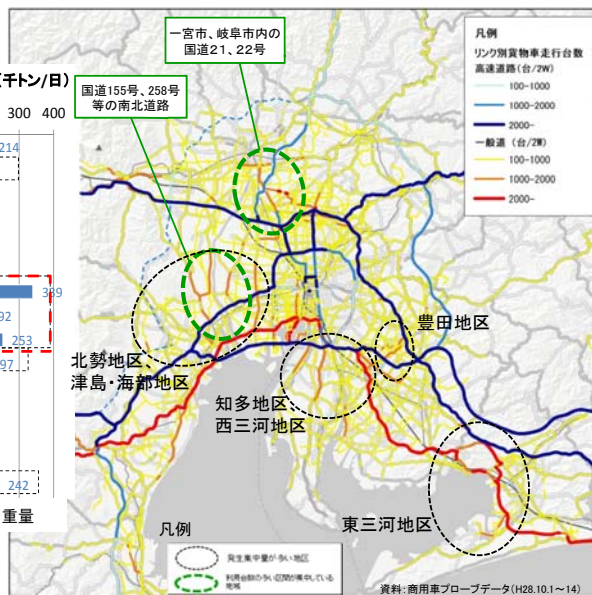 一宮市、岐阜市内の
国道21、22号
国道155号、258号
等の南北道路
(千トン/日)
300 400
214
339
92
253
97
242
重量
凡例
リンク別貨物車走行台数
高速道路(台/2W)
100-1000
1000-2000
2000-
一般道 (台/2W)
100-1000
1000-2000
2000-
豊田地区
北勢地区、
津島・海部地区
知多地区、
西三河地区
東三河地区
凡例
発生集中量が多い地区
利用台数の多い区間が集中している
地域
資料:商用車プローブデータ(H28.10.1～14)